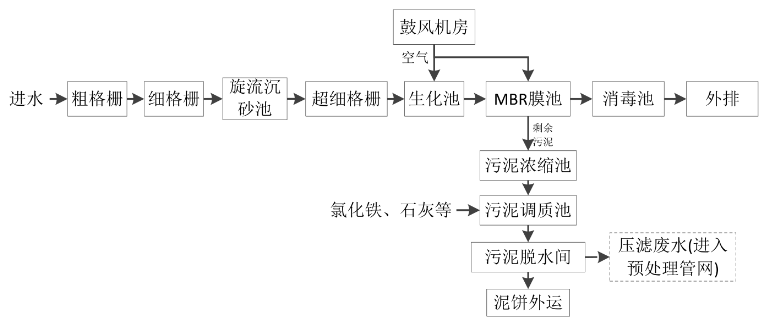 鼓风机房
空气
进水
粗格栅
细格栅
旋流沉
砂池
超细格栅
生化池
MBR膜池
消毒池
外排
剩余
污泥
污泥浓缩池
氯化铁、石灰等
污泥调质池
污泥脱水间
压滤废水(进入
预处理管网)
泥饼外运